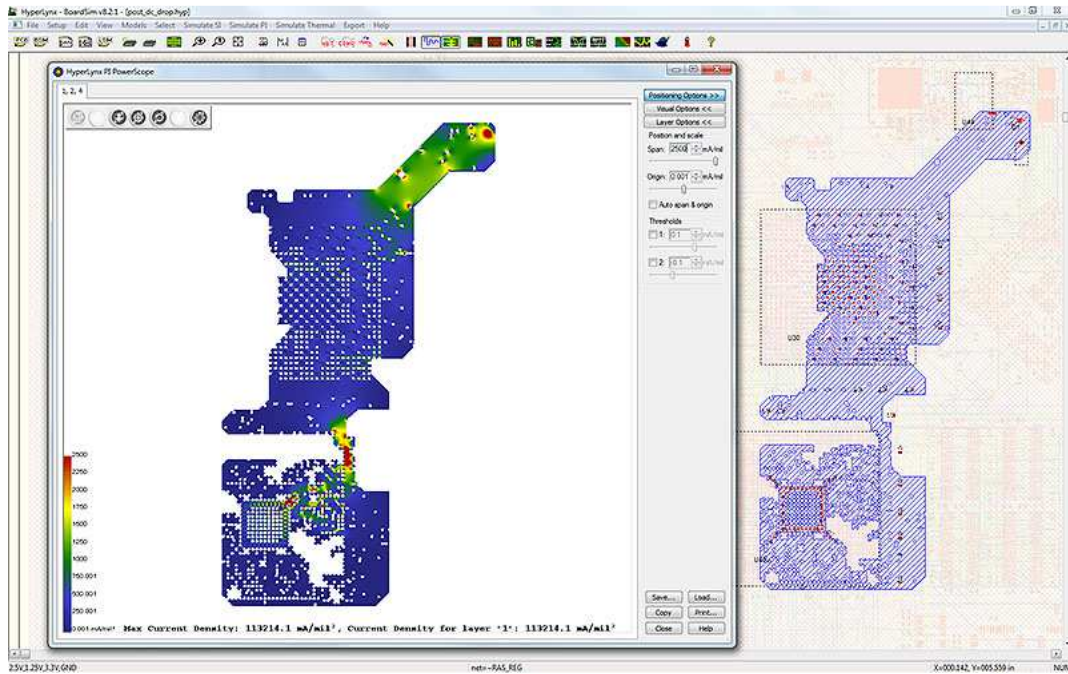 HyperLynx - BoardSim v8.2.1 - [post_dc_drop.hyp]
File Setup Edit View Models Select Simulate SI Simulate PI Simulate Thermal Export Help
HyperLynx PI PowerScope
1, 2, 4
Positioning Options >>
Visual Options <<
Layer Options <<
Position and scale
Span: 2500 mA/mil
Origin: 0.001 mA/mil
Auto span & origin
Thresholds
1: 0.1 mA/mil
2: -0.1 mA/mil
U30
2500
2250
2000
1750
1500
1250
1000
750.001
500.001
250.001
0.001 mA/mil²
Max Current Density: 113214.1 mA/mil², Current Density for layer '1': 113214.1 mA/mil²
Save... Load...
Copy Print...
Close Help
2.5V,1.25V,3.3V,GND net=~RAS_REG X=000.142, Y=005.559 in NUM